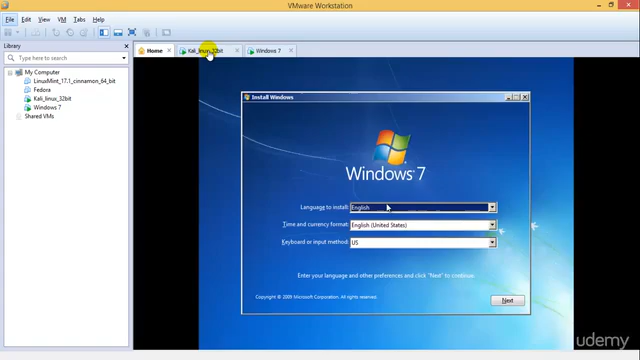 VMware Workstation
File Edit View VM Tabs Help
Library
Type here to search
Home
Kali_linux_32bit
Windows 7
My Computer
LinuxMint_17.1_cinnamon_64_bit
Fedora
Kali_linux_32bit
Windows 7
Shared VMs
Install Windows
Windows 7
Language to install: English
Time and currency format: English (United States)
Keyboard or input method: US
Enter your language and other preferences and click "Next" to continue.
Copyright © 2009 Microsoft Corporation. All rights reserved.
Next
udemy